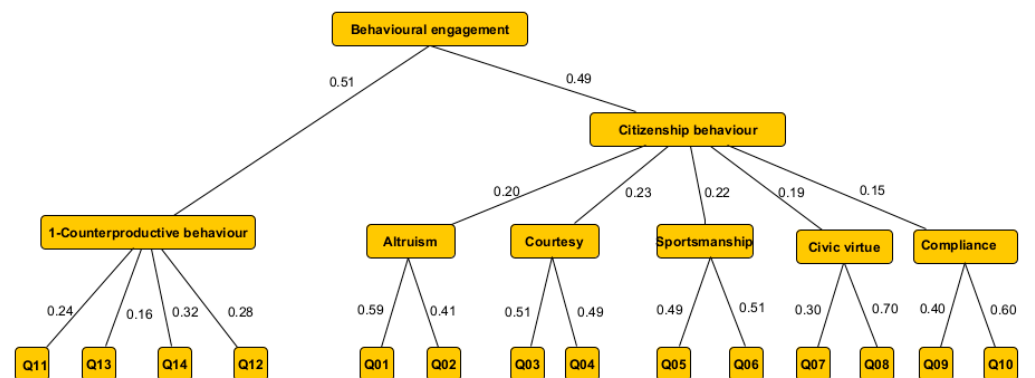 Behavioural engagement
0.51
0.49
Citizenship behaviour
0.20
0.23
0.22
0.19
0.15
1-Counterproductive behaviour
Altruism
Courtesy
Sportsmanship
Civic virtue
Compliance
0.24
0.16
0.32
0.28
0.59
0.41
0.51
0.49
0.49
0.51
0.30
0.70
0.40
0.60
Q11
Q13
Q14
Q12
Q01
Q02
Q03
Q04
Q05
Q06
Q07
Q08
Q09
Q10